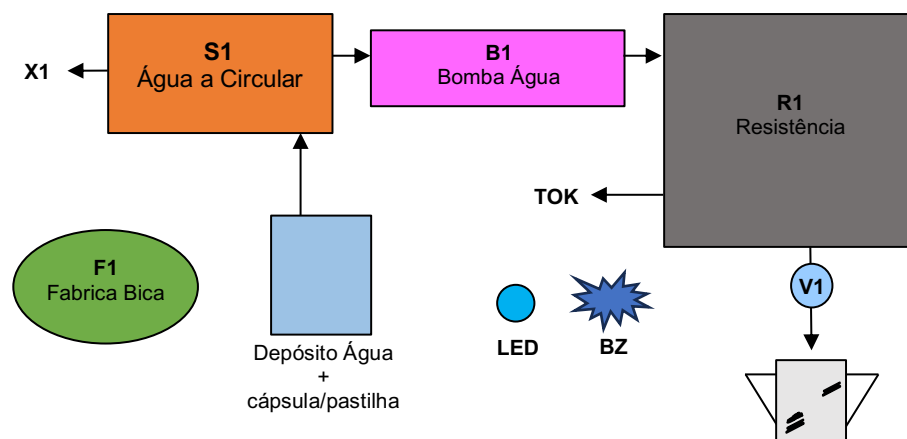 S1
Água a Circular
X1
B1
Bomba Água
R1
Resistência
TOK
F1
Fabrica Bica
Depósito Água
+
cápsula/pastilha
LED
BZ
V1